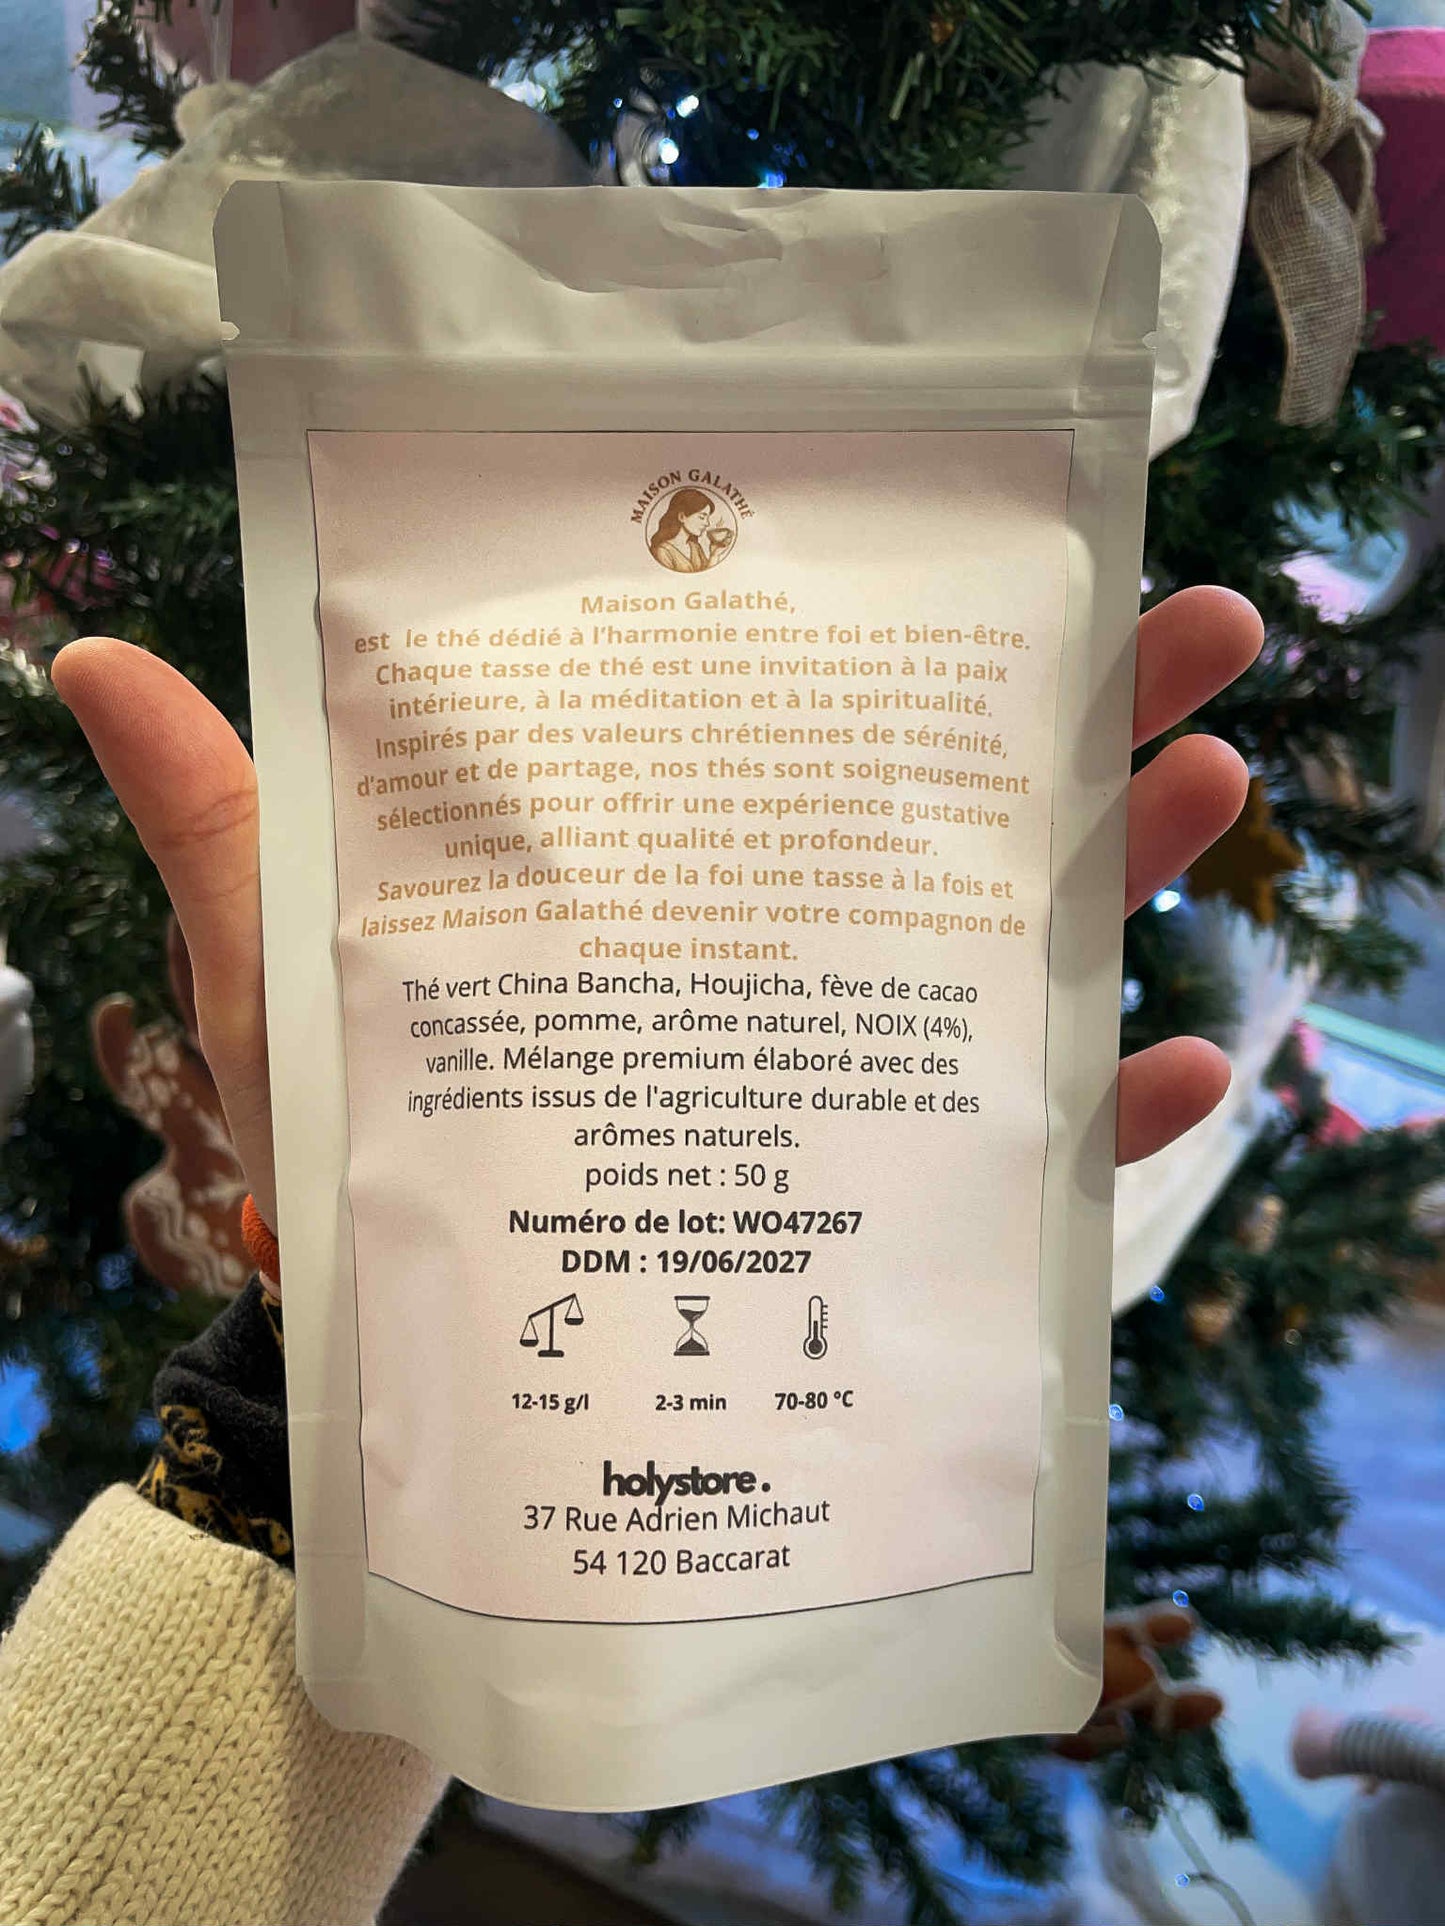 MAISON GALATHÉ
Maison Galathé,
est le thé dédié à l'harmonie entre foi et bien-être.
Chaque tasse de thé est une invitation à la paix
intérieure, à la méditation et à la spiritualité.
Inspirés par des valeurs chrétiennes de sérénité,
d'amour et de partage, nos thés sont soigneusement
sélectionnés pour offrir une expérience gustative
unique, alliant qualité et profondeur.
Savourez la douceur de la foi une tasse à la fois et
laissez Maison Galathé devenir votre compagnon de
chaque instant.
Thé vert China Bancha, Houjicha, fève de cacao
concassée, pomme, arôme naturel, NOIX (4%),
vanille. Mélange premium élaboré avec des
ingrédients issus de l'agriculture durable et des
arômes naturels.
poids net : 50 g
Numéro de lot: WO47267
DDM : 19/06/2027
12-15 g/l 2-3 min 70-80 °C
holystore.
37 Rue Adrien Michaut
54 120 Baccarat